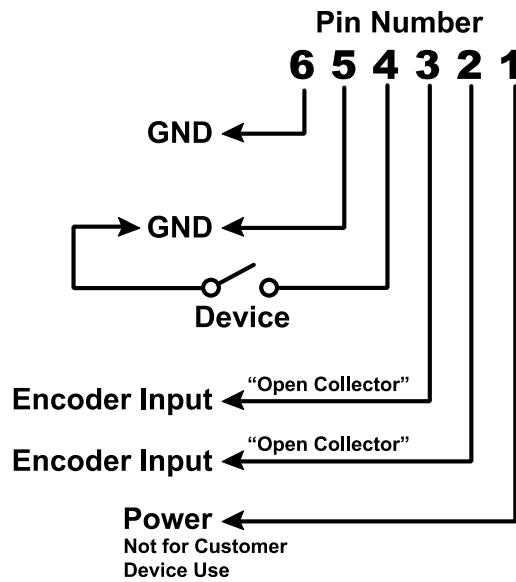 Pin Number
6 5 4 3 2 1
GND
GND
Device
"Open Collector"
Encoder Input
"Open Collector"
Encoder Input
Power
Not for Customer
Device Use